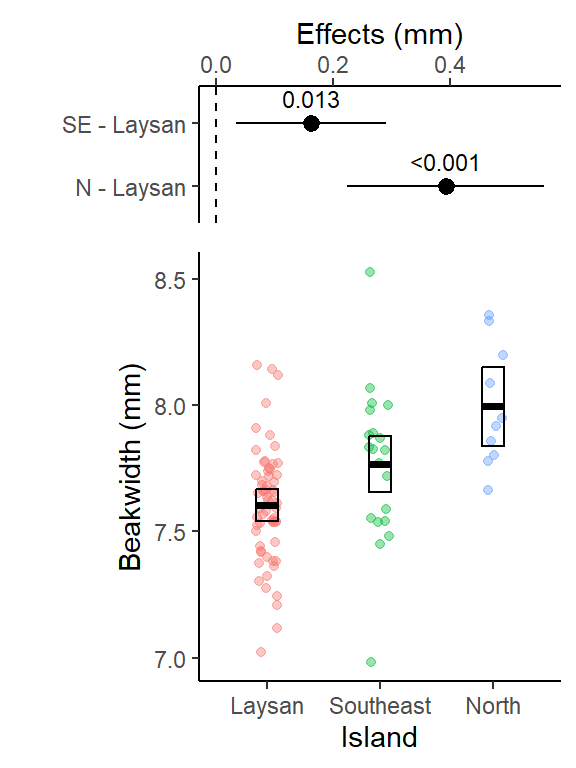 Effects (mm)
0.0 0.2 0.4
0.013
SE - Laysan
<0.001
N - Laysan
8.5
8.0
7.5
7.0
Beakwidth (mm)
Laysan Southeast North
Island